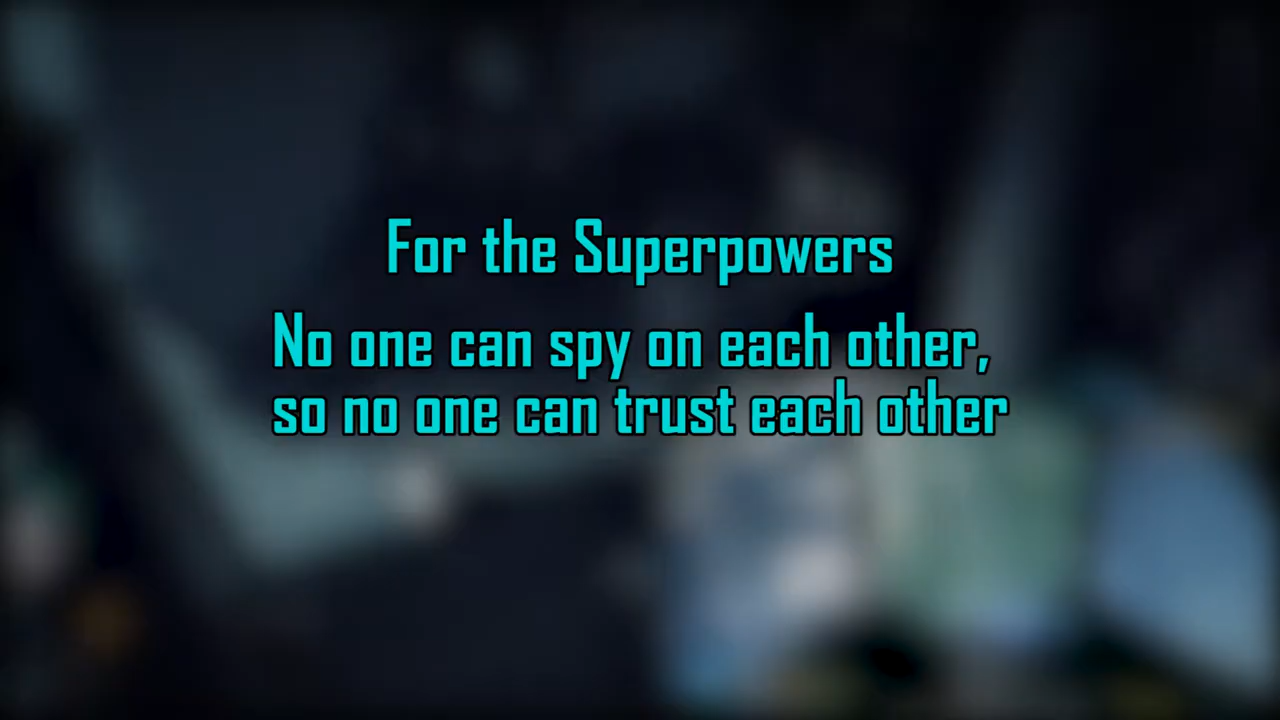 For the Superpowers
No one can spy on each other,
so no one can trust each other